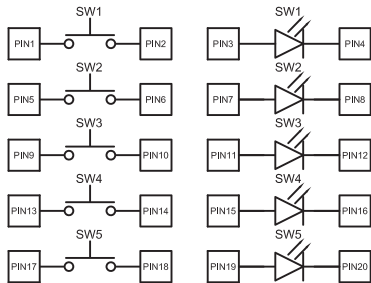 SW1 SW1
PIN1 PIN2 PIN3 PIN4
SW2 SW2
PIN5 PIN6 PIN7 PIN8
SW3 SW3
PIN9 PIN10 PIN11 PIN12
SW4 SW4
PIN13 PIN14 PIN15 PIN16
SW5 SW5
PIN17 PIN18 PIN19 PIN20